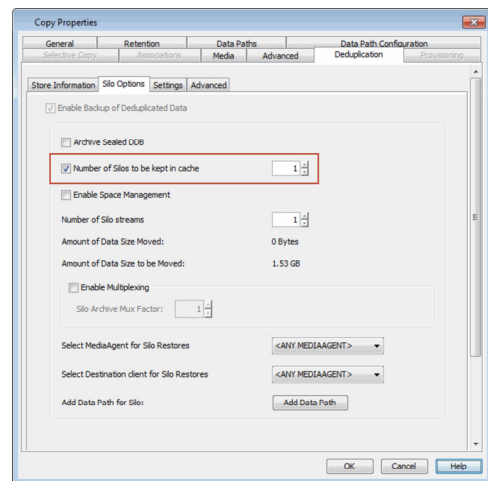 Copy Properties
General Retention Data Paths Data Path Configuration
Selective Copy Associations Media Advanced Deduplication Provisioning
Store Information Silo Options Settings Advanced
Enable Backup of Deduplicated Data
Archive Sealed DDB
Number of Silos to be kept in cache 1
Enable Space Management
Number of Silo streams 1
Amount of Data Size Moved: 0 Bytes
Amount of Data Size to be Moved: 1.53 GB
Enable Multiplexing
Silo Archive Mux Factor: 1
Select MediaAgent for Silo Restores <ANY MEDIAAGENT>
Select Destination client for Silo Restores <ANY MEDIAAGENT>
Add Data Path for Silo: Add Data Path
OK Cancel Help